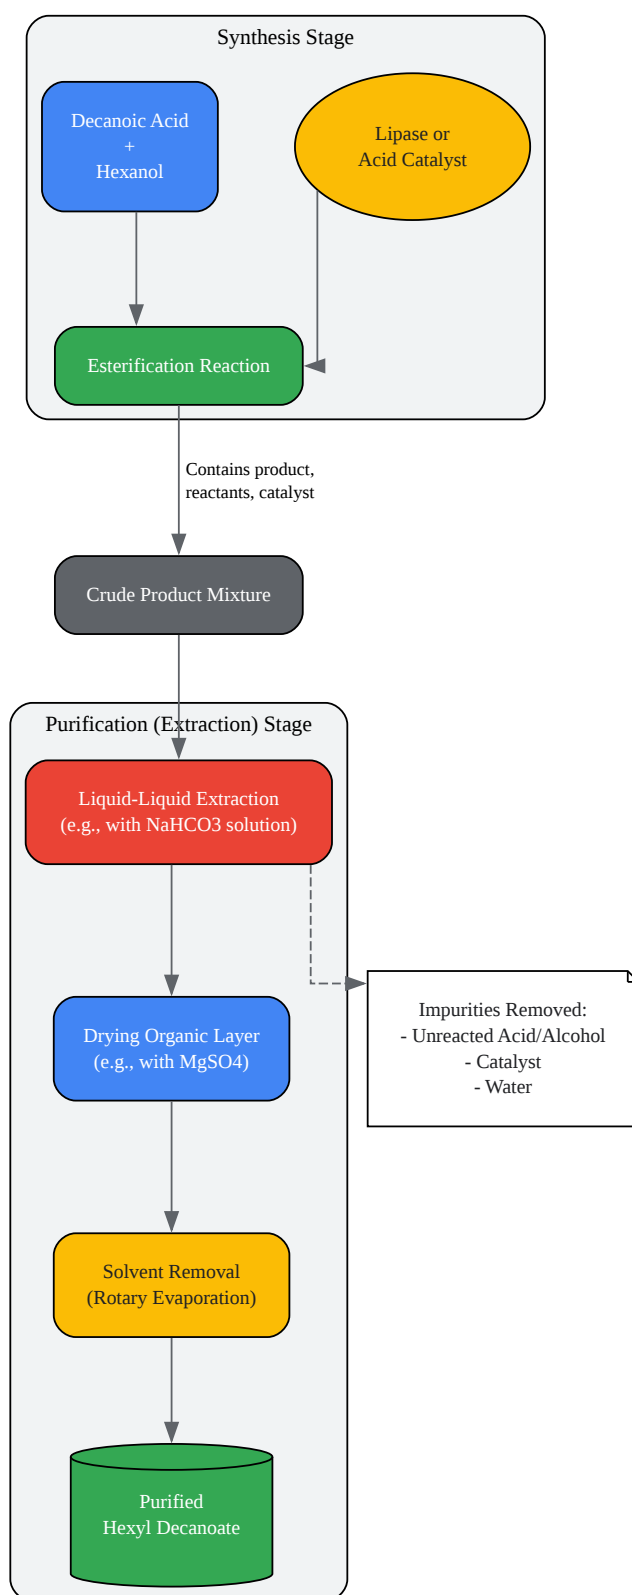 Synthesis Stage
Decanoic Acid
+
Hexanol
Lipase or
Acid Catalyst
Esterification Reaction
Contains product,
reactants, catalyst
Crude Product Mixture
Purification (Extraction) Stage
Liquid-Liquid Extraction
(e.g., with NaHCO3 solution)
Drying Organic Layer
(e.g., with MgSO4)
Impurities Removed:
- Unreacted Acid/Alcohol
- Catalyst
- Water
Solvent Removal
(Rotary Evaporation)
Purified
Hexyl Decanoate